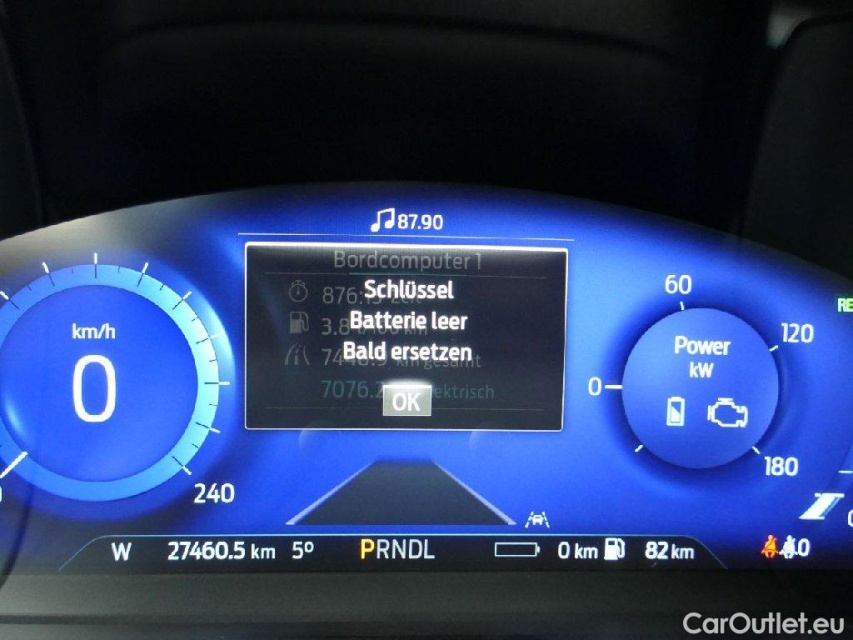 87.90
Bordcomputer 1
Schlüssel
Batterie leer
Bald ersetzen
OK
km/h
0
240
60
120
Power
kW
0
180
W 27460.5 km 5° PRNDL 0 km 82 km
CarOutlet.eu